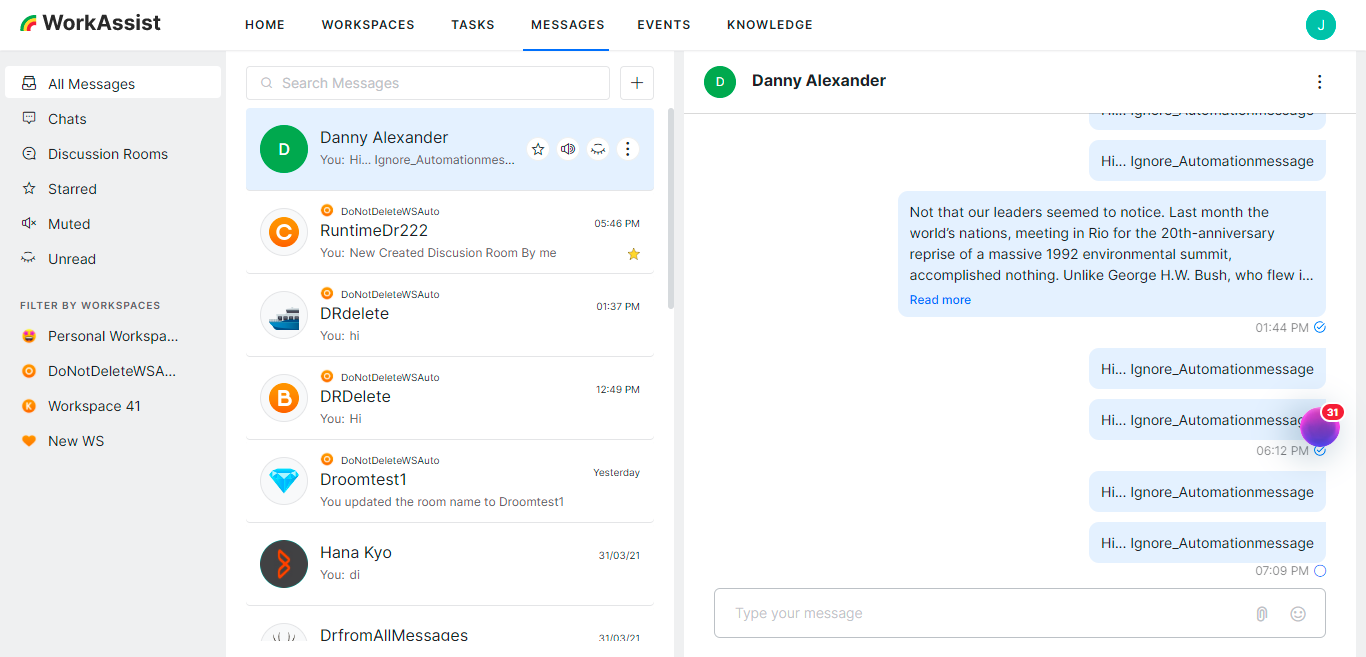 WorkAssist
HOME WORKSPACES TASKS MESSAGES EVENTS KNOWLEDGE
J
All Messages
Chats
Discussion Rooms
Starred
Muted
Unread
FILTER BY WORKSPACES
Personal Workspa...
DoNotDeleteWSA...
K Workspace 41
New WS
Search Messages
D
Danny Alexander
You: Hi... Ignore_Automationmes...
C
DoNotDeleteWSAuto
RuntimeDr222
05:46 PM
You: New Created Discusion Room By me
DoNotDeleteWSAuto
DRdelete
01:37 PM
You: hi
B
DoNotDeleteWSAuto
DRDelete
12:49 PM
You: Hi
DoNotDeleteWSAuto
Droomtest1
Yesterday
You updated the room name to Droomtest1
Hana Kyo
31/03/21
You: di
DrfromAllMessages
31/03/21
D
Danny Alexander
Hi... Ignore_Automationmessage
Hi... Ignore_Automationmessage
Not that our leaders seemed to notice. Last month the
world’s nations, meeting in Rio for the 20th-anniversary
reprise of a massive 1992 environmental summit,
accomplished nothing. Unlike George H.W. Bush, who flew i...
Read more
01:44 PM
Hi... Ignore_Automationmessage
Hi... Ignore_Automationmessag
31
06:12 PM
Hi... Ignore_Automationmessage
Hi... Ignore_Automationmessage
07:09 PM
Type your message